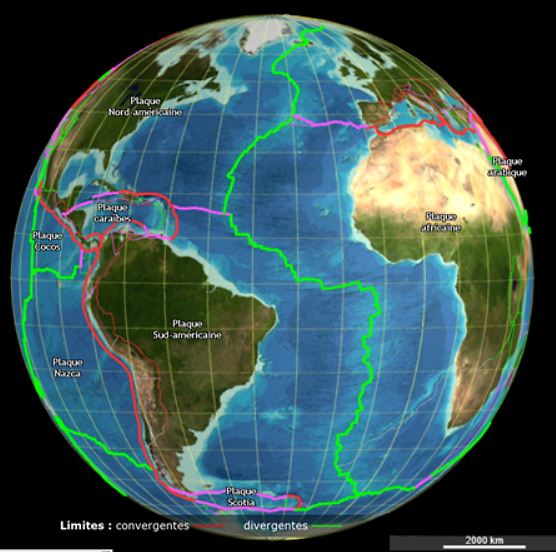 Plaque
Nord-américaine
Plaque
arabique
Plaque
caraïbes
Plaque
africaine
Plaque
Cocos
Plaque
Sud-américaine
Plaque
Nazca
Plaque
Scotia
Limites : convergentes divergentes
2000 km